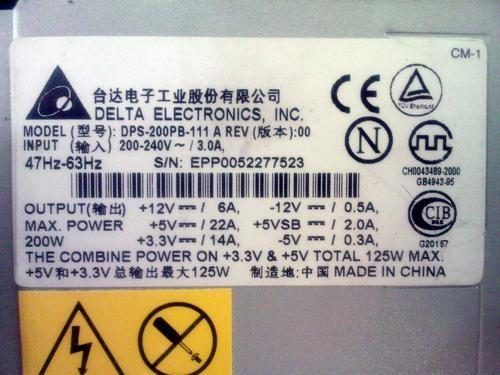 CM-1
台达电子工业股份有限公司
DELTA ELECTRONICS, INC.
MODEL (型号): DPS-200PB-111 A REV (版本):00
INPUT (输入) 200-240V~ / 3.0A,
47Hz-63Hz S/N: EPP0052277523
CE
TÜV Rheinland
N
CH0043489-2000
GB4943-95
CIB
G20157
OUTPUT(输出) +12V⎓/ 6A, -12V⎓/ 0.5A,
MAX. POWER +5V⎓/ 22A, +5VSB⎓/ 2.0A,
200W +3.3V⎓/ 14A, -5V⎓/ 0.3A,
THE COMBINE POWER ON +3.3V & +5V TOTAL 125W MAX.
+5V和+3.3V总输出最大125W 制造地:中国 MADE IN CHINA